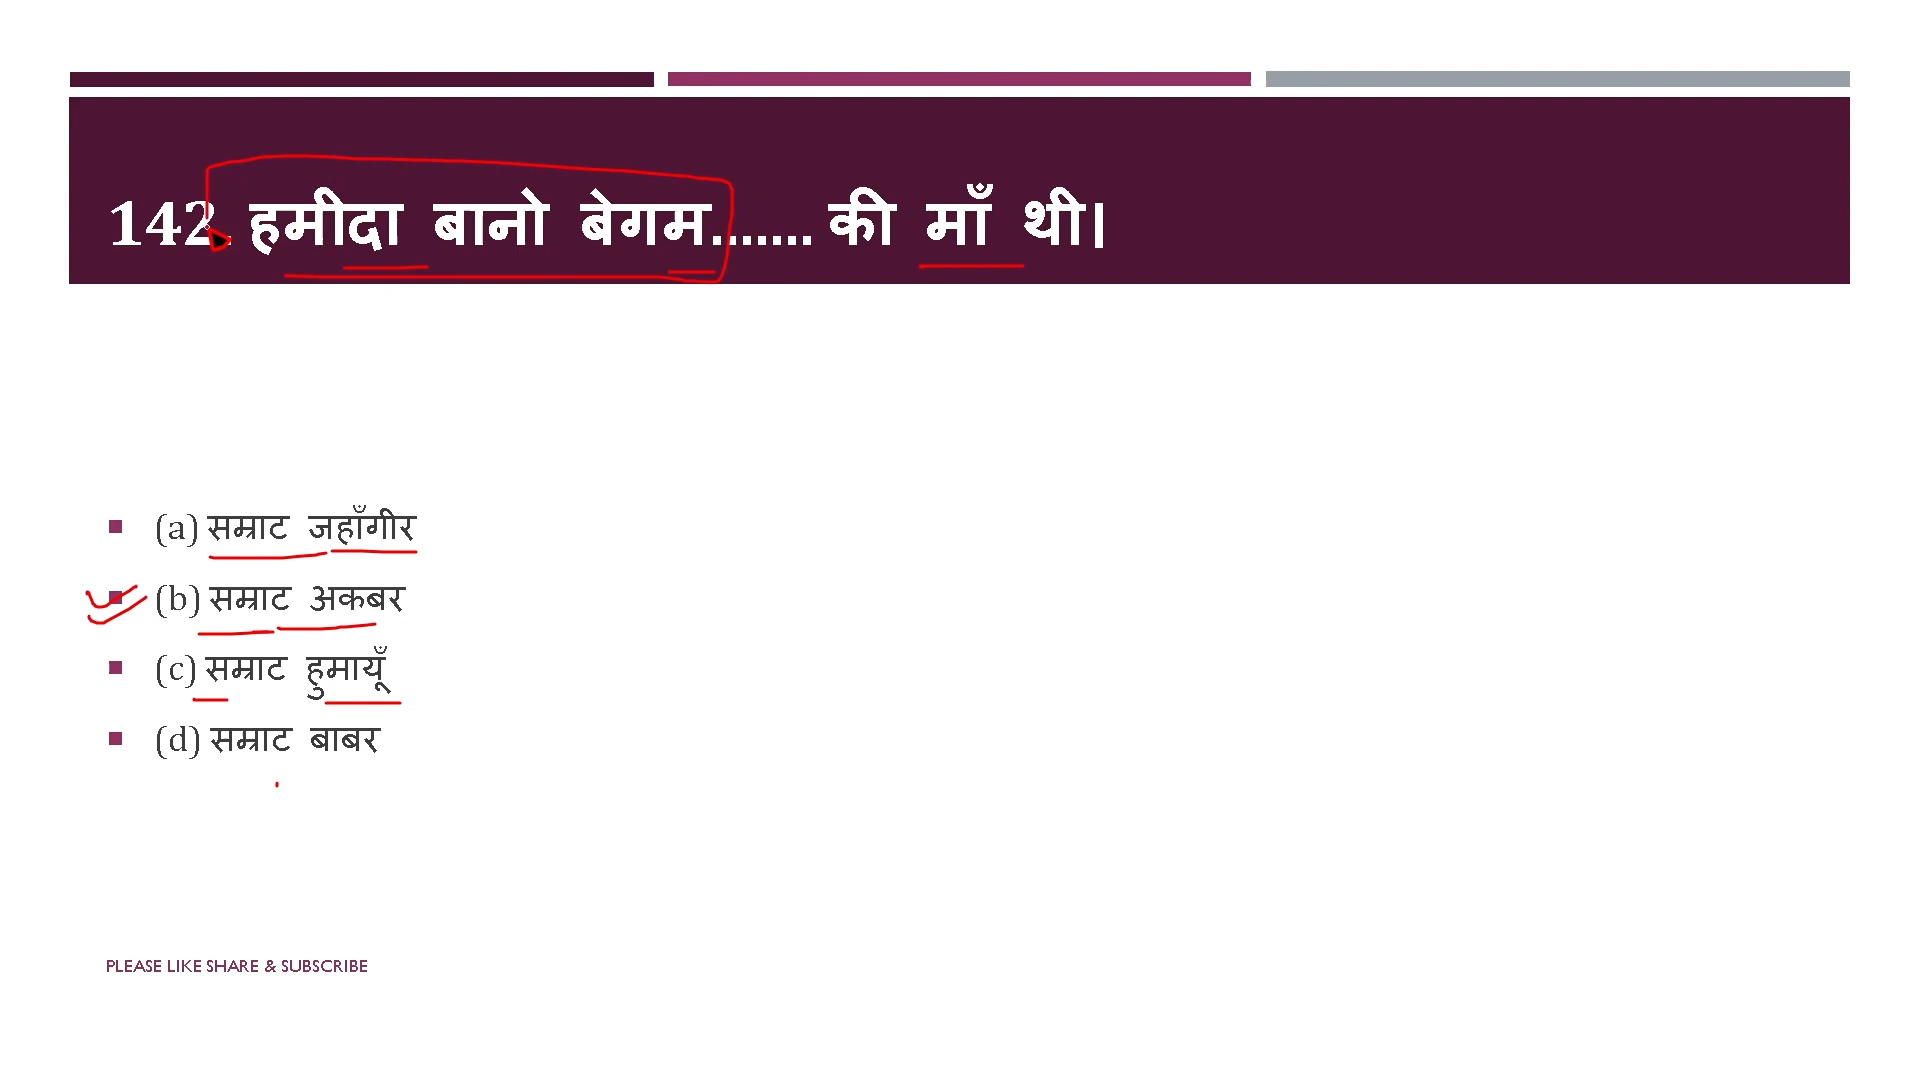 142. हमीदा बानो बेगम....... की माँ थी।
(a) सम्राट जहाँगीर
(b) सम्राट अकबर
(c) सम्राट हुमायूँ
(d) सम्राट बाबर
PLEASE LIKE SHARE & SUBSCRIBE